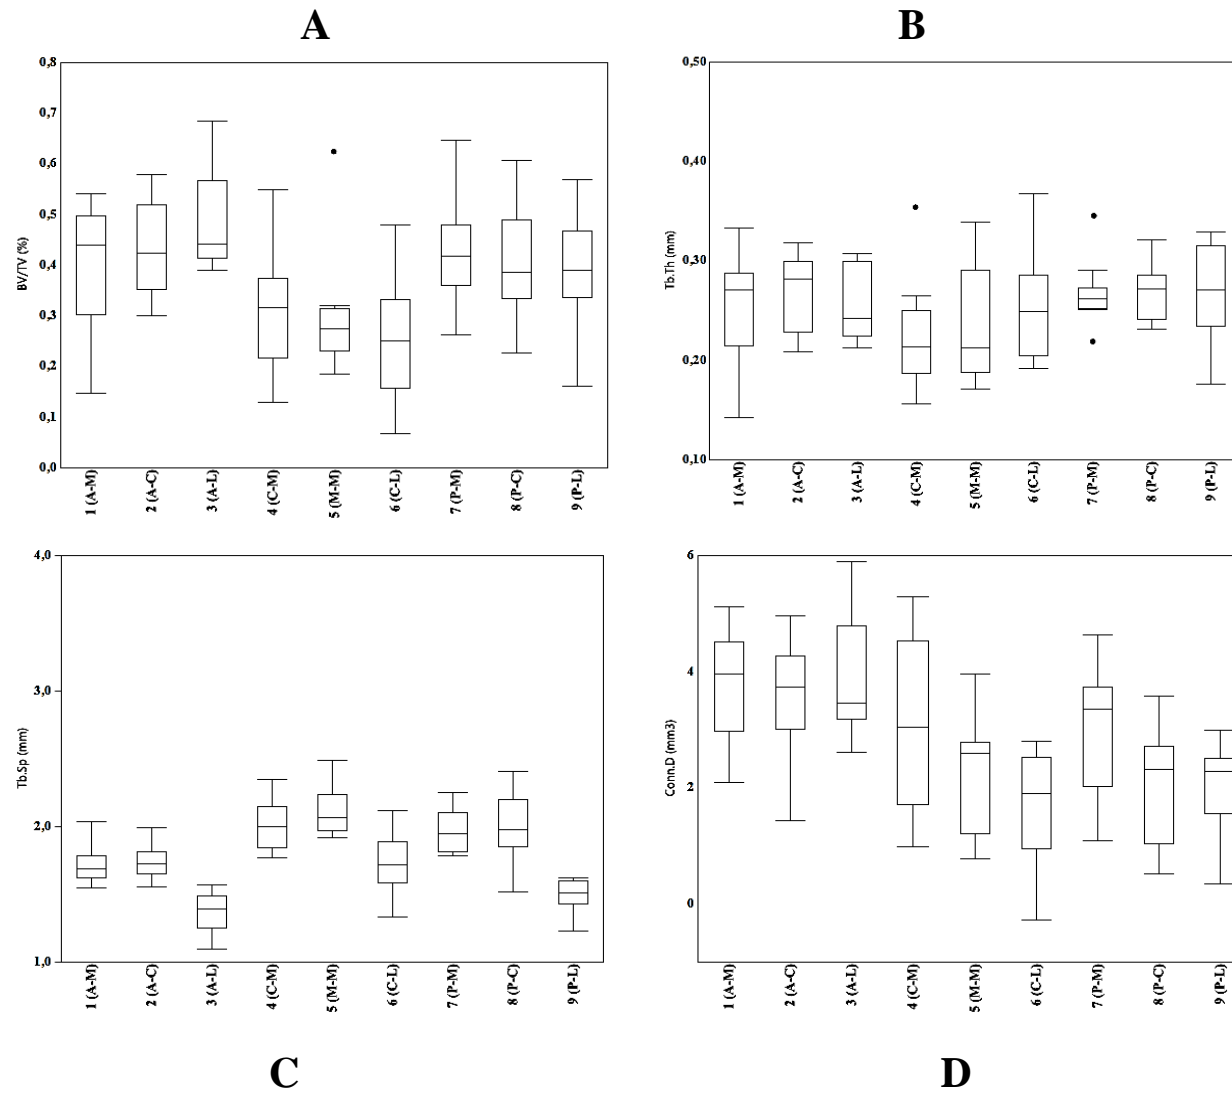 A
B
0,8
0,7
0,6
0,5
0,4
0,3
0,2
0,1
0,0
BV/TV (%)
1 (A-M)
2 (A-C)
3 (A-L)
4 (C-M)
5 (M-M)
6 (C-L)
7 (P-M)
8 (P-C)
9 (P-L)
0,50
0,40
0,30
0,20
0,10
Tb.Th (mm)
1 (A-M)
2 (A-C)
3 (A-L)
4 (C-M)
5 (M-M)
6 (C-L)
7 (P-M)
8 (P-C)
9 (P-L)
4,0
3,0
2,0
1,0
Tb.Sp (mm)
1 (A-M)
2 (A-C)
3 (A-L)
4 (C-M)
5 (M-M)
6 (C-L)
7 (P-M)
8 (P-C)
9 (P-L)
6
4
2
0
Conn.D (mm3)
1 (A-M)
2 (A-C)
3 (A-L)
4 (C-M)
5 (M-M)
6 (C-L)
7 (P-M)
8 (P-C)
9 (P-L)
C
D